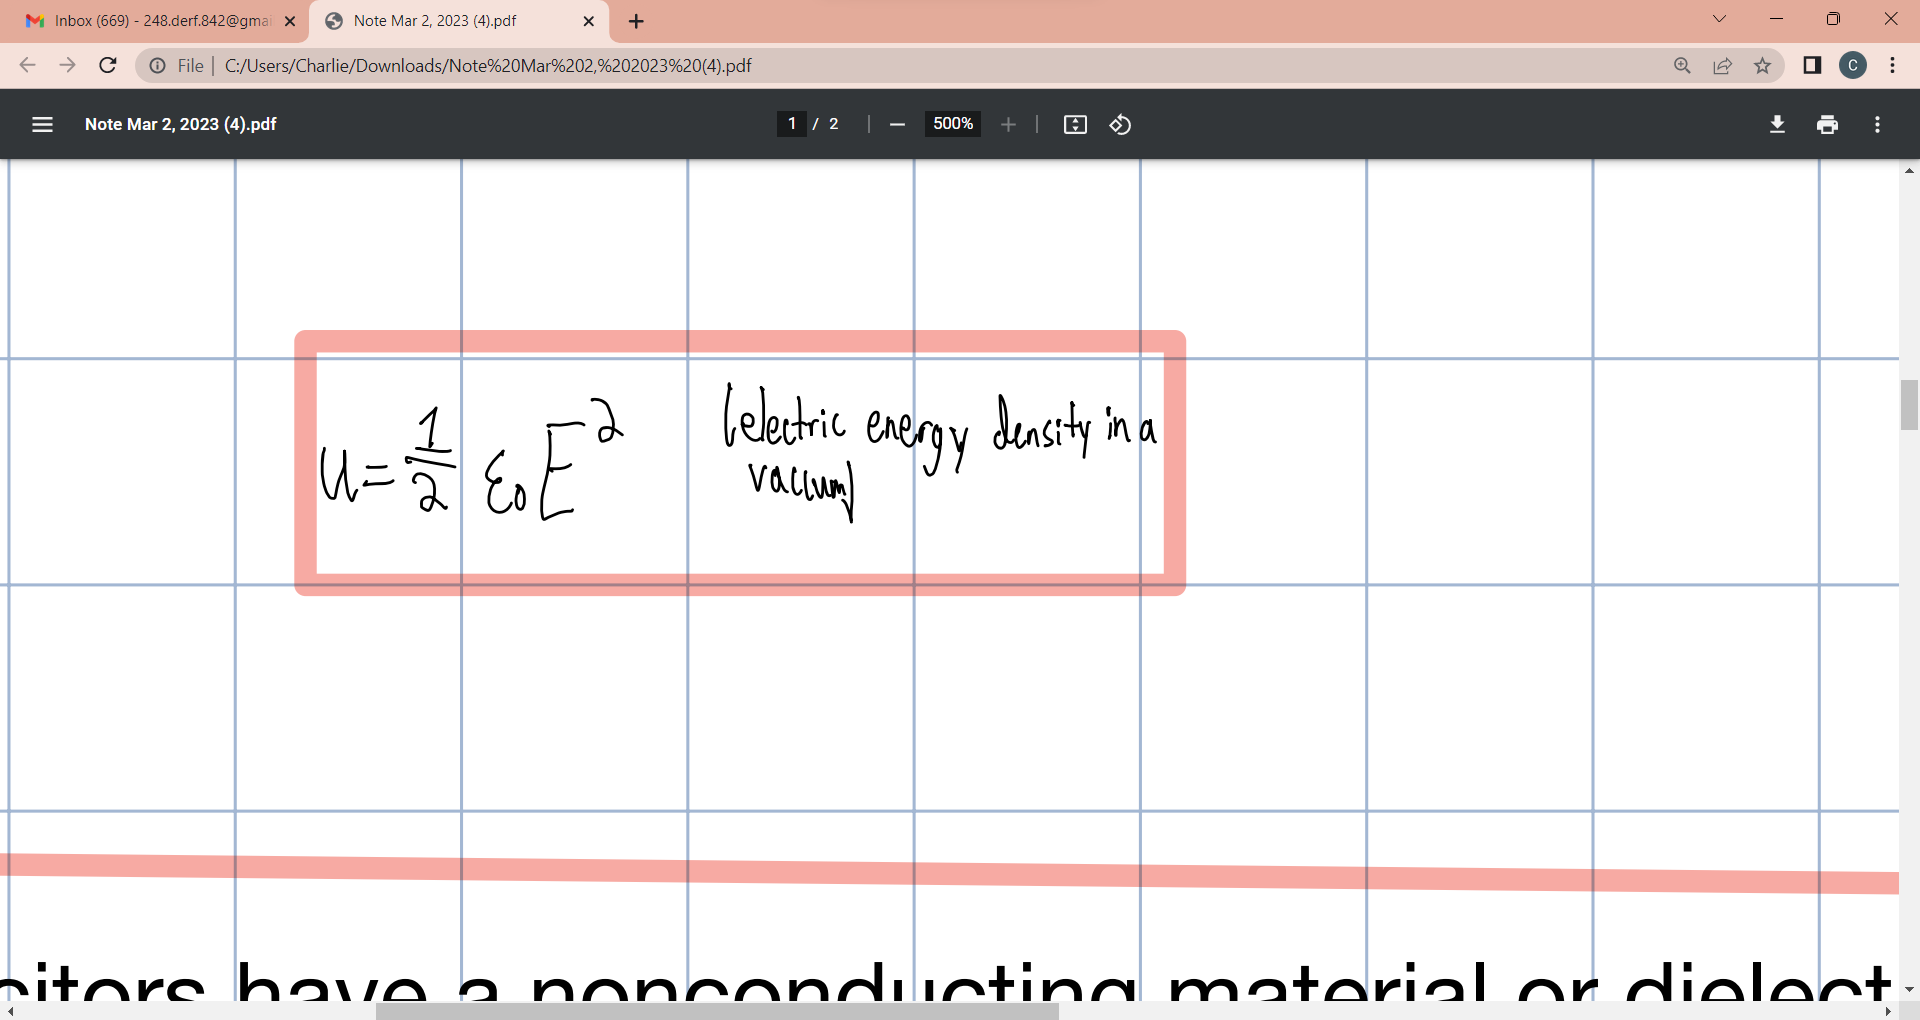 Inbox (669) - 248.derf.842@gmai
Note Mar 2, 2023 (4).pdf
File | C:/Users/Charlie/Downloads/Note%20Mar%202,%202023%20(4).pdf
C
Note Mar 2, 2023 (4).pdf
1 / 2
500%
u = 1/2 ε₀E²
(electric energy density in a
vacuum)
citors have a nonconducting material or dielect